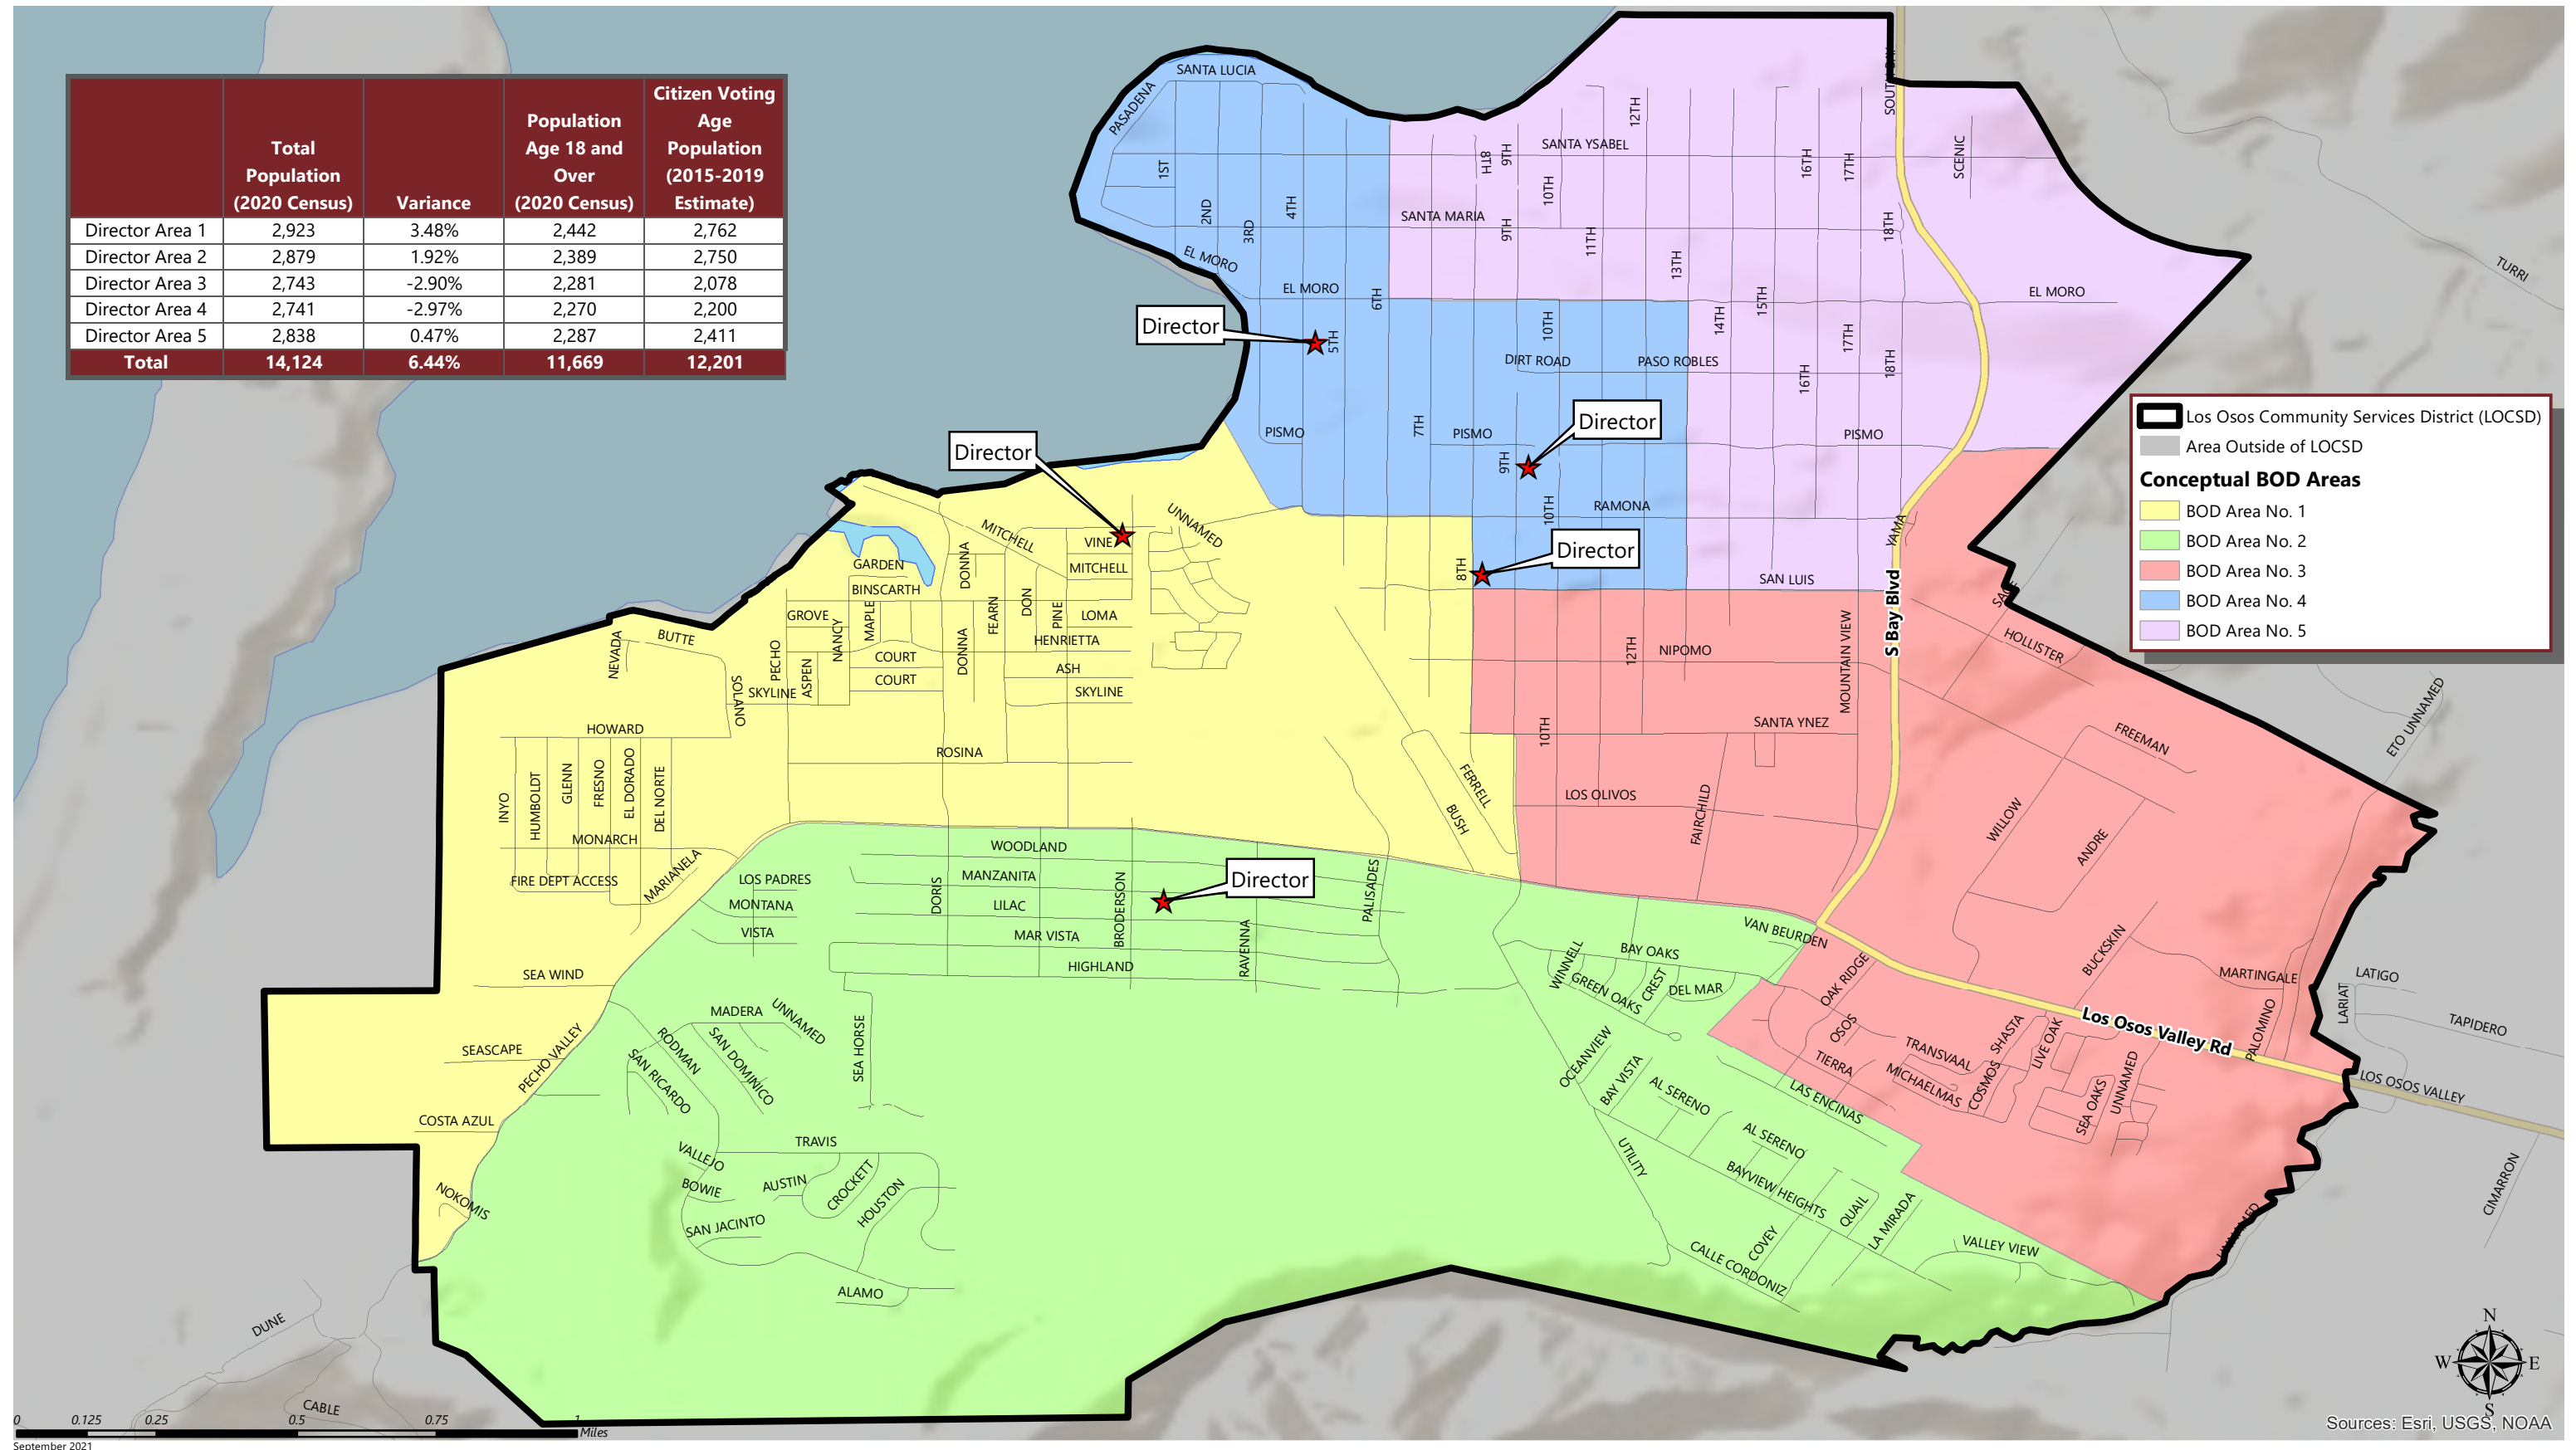 Total Population (2020 Census)
Variance
Population Age 18 and Over (2020 Census)
Citizen Voting Age Population (2015-2019 Estimate)
Director Area 1 2,923 3.48% 2,442 2,762
Director Area 2 2,879 1.92% 2,389 2,750
Director Area 3 2,743 -2.90% 2,281 2,078
Director Area 4 2,741 -2.97% 2,270 2,200
Director Area 5 2,838 0.47% 2,287 2,411
Total 14,124 6.44% 11,669 12,201
Los Osos Community Services District (LOCSD)
Area Outside of LOCSD
Conceptual BOD Areas
BOD Area No. 1
BOD Area No. 2
BOD Area No. 3
BOD Area No. 4
BOD Area No. 5
SANTA LUCIA
PASADENA
1ST
2ND
3RD
4TH
EL MORO
EL MORO
5TH
6TH
PISMO
7TH
Director
Director
Director
Director
Director
SANTA YSABEL
8TH
9TH
10TH
12TH
16TH
17TH
SCENIC
SANTA MARIA
9TH
11TH
13TH
18TH
15TH
14TH
EL MORO
TURRI
10TH
DIRT ROAD
PASO ROBLES
16TH
17TH
18TH
PISMO
9TH
PISMO
10TH
RAMONA
YAMA
8TH
SAN LUIS
S Bay Blvd
HOLLISTER
NIPOMO
12TH
MOUNTAIN VIEW
SANTA YNEZ
10TH
LOS OLIVOS
FAIRCHILD
FREEMAN
WILLOW
ANDRE
BUCKSKIN
ETO UNNAMED
MARTINGALE
PALOMINO
LATIGO
LARIAT
TAPIDERO
Los Osos Valley Rd
LOS OSOS VALLEY
CIMARRON
UNNAMED
MITCHELL
VINE
MITCHELL
GARDEN
BINSCARTH
DONNA
FEARN
DON
PINE
LOMA
GROVE
NANCY
MAPLE
HENRIETTA
COURT
COURT
DONNA
ASH
SKYLINE
PECHO
ASPEN
SKYLINE
SOLANO
BUTTE
NEVADA
HOWARD
ROSINA
INYO
HUMBOLDT
GLENN
FRESNO
EL DORADO
DEL NORTE
MONARCH
FIRE DEPT ACCESS
MARIANELA
FERRELL
BUSH
WOODLAND
MANZANITA
LILAC
MAR VISTA
HIGHLAND
DORIS
BRODERSON
RAVENNA
PALISADES
LOS PADRES
MONTANA
VISTA
SEA WIND
SEASCAPE
PECHO VALLEY
COSTA AZUL
NOKOMIS
MADERA
UNNAMED
RODMAN
SAN DOMINICO
SAN RICARDO
SEA HORSE
TRAVIS
VALLEJO
BOWIE
AUSTIN
CROCKETT
HOUSTON
SAN JACINTO
ALAMO
VAN BEURDEN
BAY OAKS
WINNELL
GREEN OAKS
CREST
DEL MAR
OAK RIDGE
OSOS
TIERRA
TRANSVAAL
MICHAELMAS
COSMOS
SHASTA
LIVE OAK
SEA OAKS
UNNAMED
OCEANVIEW
BAY VISTA
AL SERENO
LAS ENCINAS
AL SERENO
UTILITY
BAYVIEW HEIGHTS
QUAIL
LA MIRADA
COVEY
CALLE CORDONIZ
VALLEY VIEW
DUNE
CABLE
N
W
E
S
0 0.125 0.25 0.5 0.75 1
Miles
September 2021
Sources: Esri, USGS, NOAA